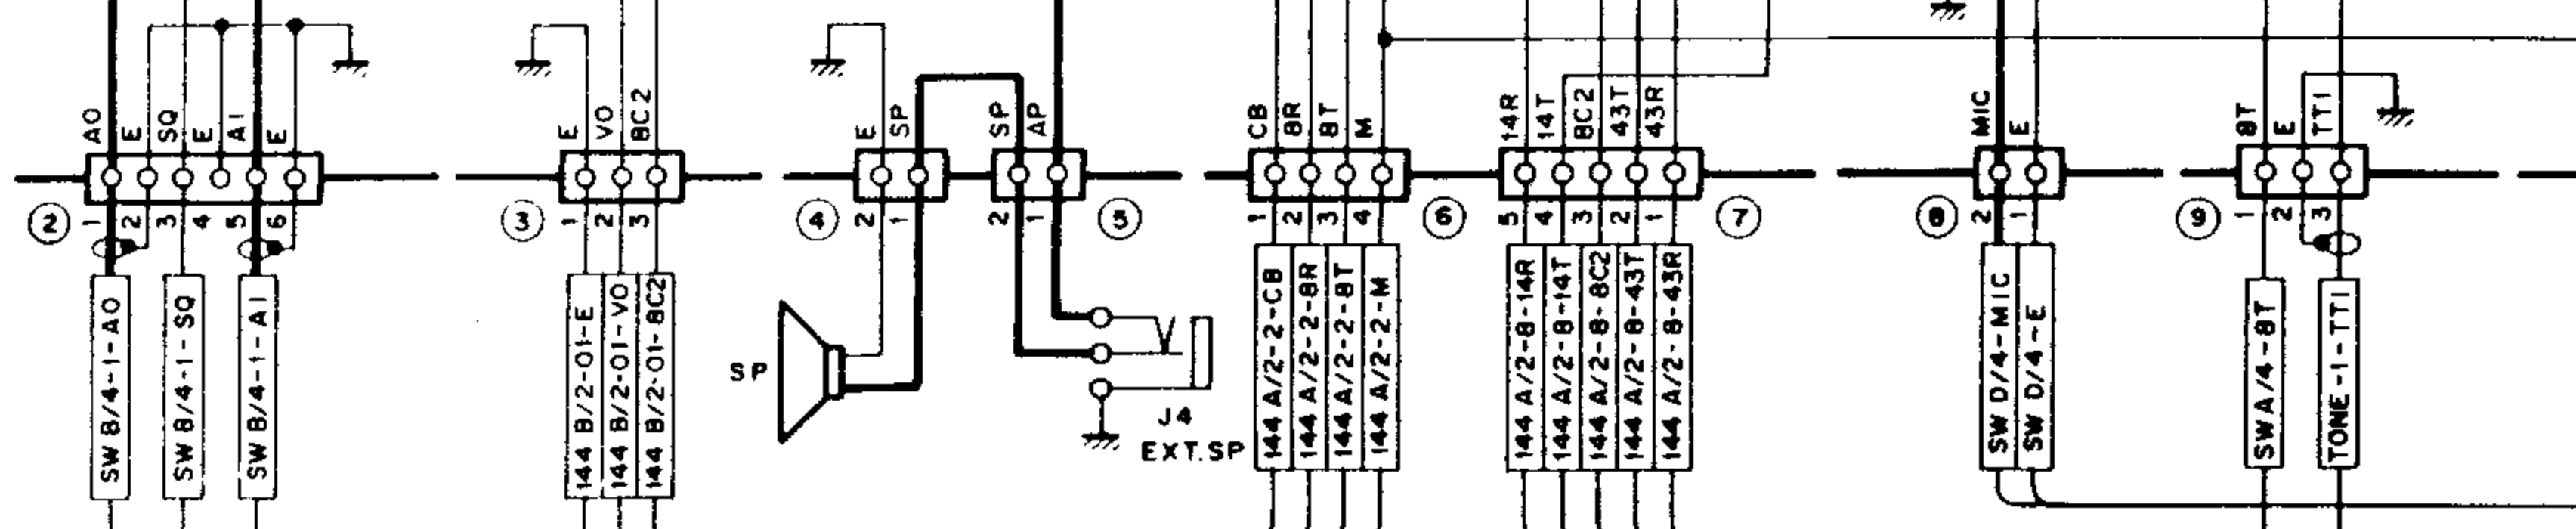 AO E SQ E AI E
1 2 3 4 5 6
②
SW B/4-1-AO
SW B/4-1-SQ
SW B/4-1-AI
E VO 8C2
1 2 3
③
144 B/2-01-E
144 B/2-01-VO
144 B/2-01-8C2
E SP
2 1
④
SP
SP AP
2 1
⑤
J4
EXT.SP
CB 8R 8T M
1 2 3 4
⑥
144 A/2-2-CB
144 A/2-2-8R
144 A/2-2-8T
144 A/2-2-M
14R 14T 8C2 43T 43R
5 4 3 2 1
⑦
144 A/2-8-14R
144 A/2-8-14T
144 A/2-8-8C2
144 A/2-8-43T
144 A/2-8-43R
MIC E
2 1
⑧
SW D/4-MIC
SW D/4-E
8T E TT1
1 2 3
⑨
SW A/4-8T
TONE-1-TT1